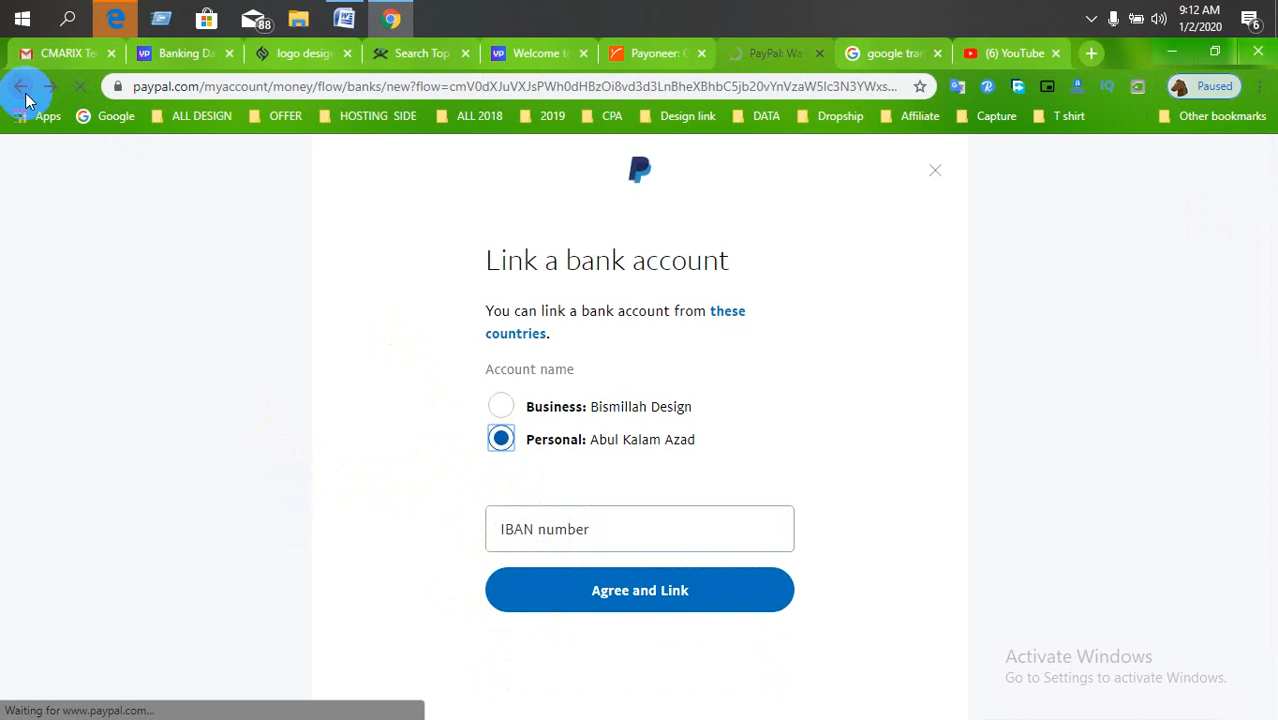 88
9:12 AM
1/2/2020
6
CMARIX Te
Banking Da
logo design
Search Top
Welcome to
Payoneer: G
PayPal: Wa
google tran
(6) YouTube
paypal.com/myaccount/money/flow/banks/new?flow=cmV0dXJuVXJsPWh0dHBzOi8vd3d3LnBheXBhbC5jb20vYnVzaW5lc3N3YWxs...
Paused
Apps
Google
ALL DESIGN
OFFER
HOSTING SIDE
ALL 2018
2019
CPA
Design link
DATA
Dropship
Affiliate
Capture
T shirt
Other bookmarks
Link a bank account
You can link a bank account from these
countries.
Account name
Business: Bismillah Design
Personal: Abul Kalam Azad
IBAN number
Agree and Link
Activate Windows
Go to Settings to activate Windows.
Waiting for www.paypal.com...